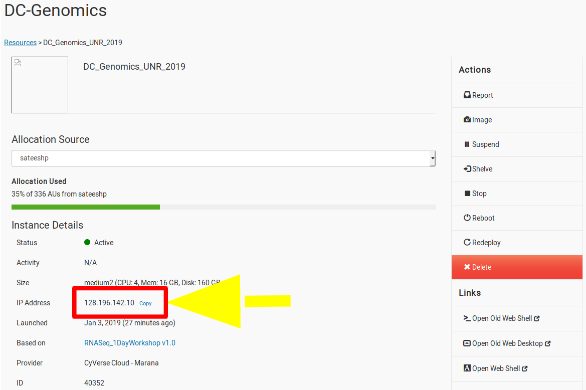 DC-Genomics
Resources > DC_Genomics_UNR_2019
DC_Genomics_UNR_2019
Allocation Source
sateeshp
Allocation Used
35% of 336 AUs from sateeshp
Instance Details
Status Active
Activity N/A
Size medium2 (CPU: 4, Mem: 16 GB, Disk: 160 GB
IP Address 128.196.142.10 Copy
Launched Jan 3, 2019 (27 minutes ago)
Based on RNASeq_1DayWorkshop v1.0
Provider CyVerse Cloud - Marana
ID 40352
Actions
Report
Image
Suspend
Shelve
Stop
Reboot
Redeploy
Delete
Links
Open Old Web Shell
Open Old Web Desktop
Open Web Shell